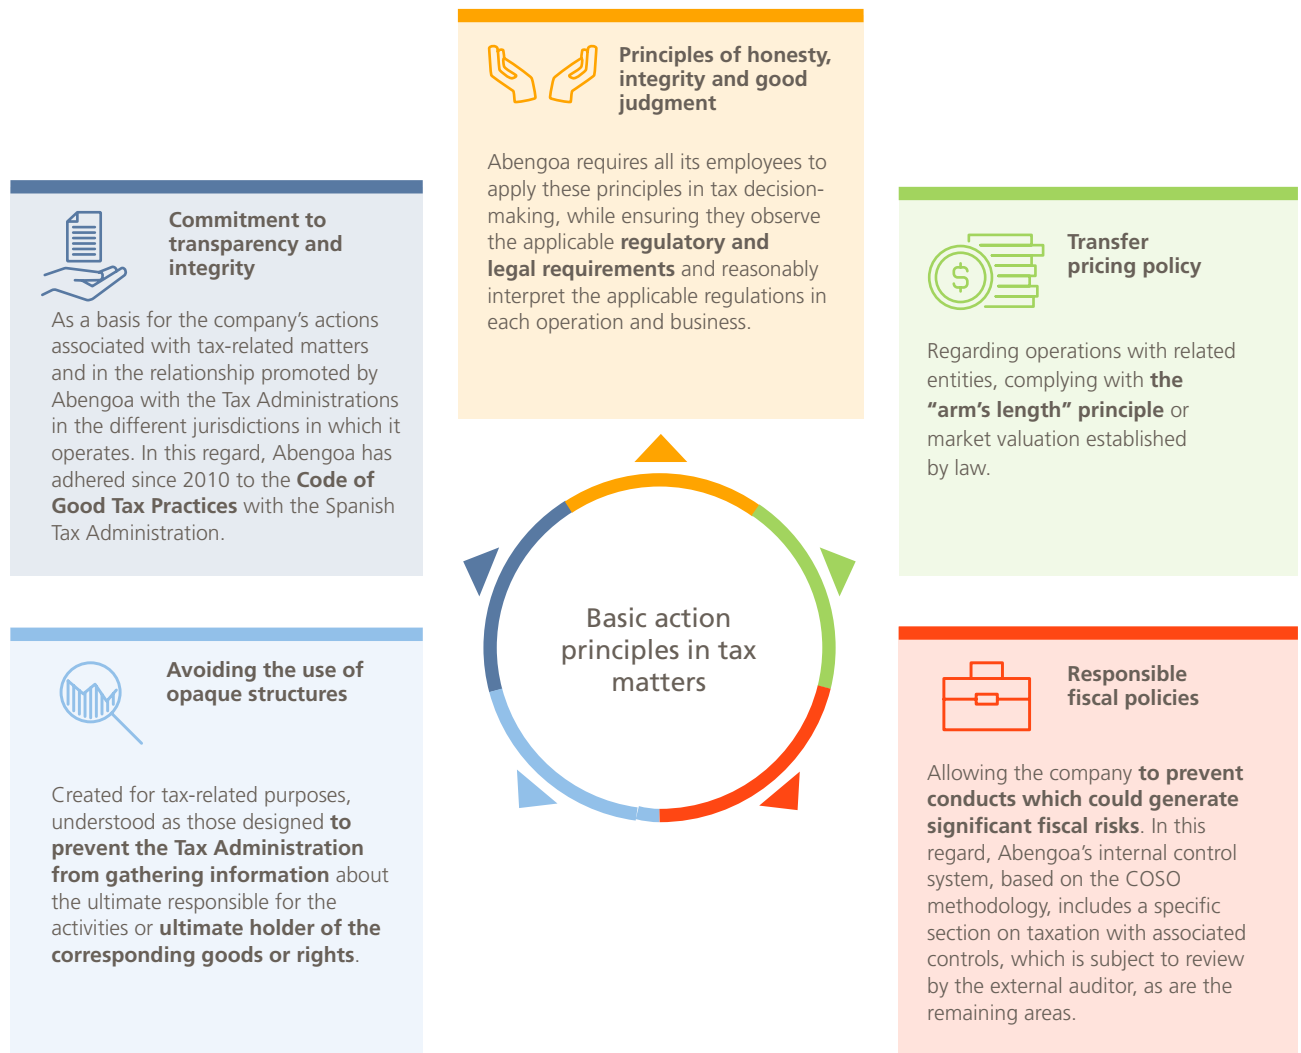 Principles of honesty,
integrity and good
judgment
Abengoa requires all its employees to
apply these principles in tax decision-
making, while ensuring they observe
the applicable regulatory and
legal requirements and reasonably
interpret the applicable regulations in
each operation and business.
Commitment to
transparency and
integrity
As a basis for the company’s actions
associated with tax-related matters
and in the relationship promoted by
Abengoa with the Tax Administrations
in the different jurisdictions in which it
operates. In this regard, Abengoa has
adhered since 2010 to the Code of
Good Tax Practices with the Spanish
Tax Administration.
Transfer
pricing policy
Regarding operations with related
entities, complying with the
“arm’s length” principle or
market valuation established
by law.
Basic action
principles in tax
matters
Avoiding the use of
opaque structures
Created for tax-related purposes,
understood as those designed to
prevent the Tax Administration
from gathering information about
the ultimate responsible for the
activities or ultimate holder of the
corresponding goods or rights.
Responsible
fiscal policies
Allowing the company to prevent
conducts which could generate
significant fiscal risks. In this
regard, Abengoa’s internal control
system, based on the COSO
methodology, includes a specific
section on taxation with associated
controls, which is subject to review
by the external auditor, as are the
remaining areas.